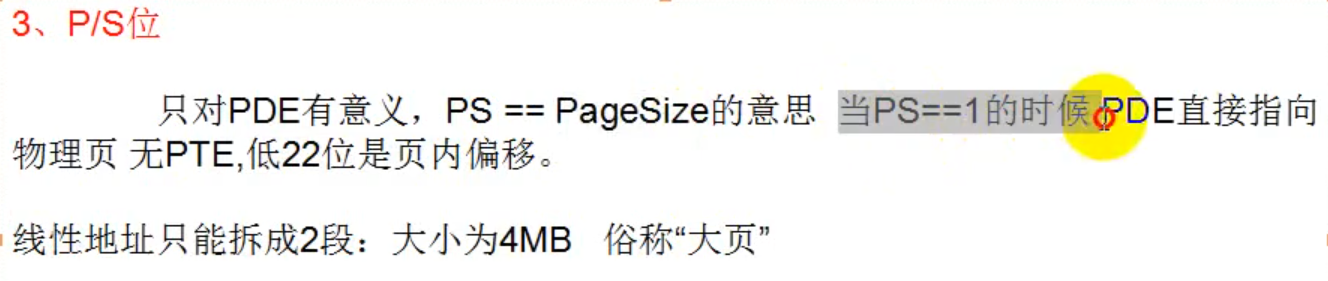 3、P/S位
只对PDE有意义，PS == PageSize的意思 当PS==1的时候 PDE直接指向
物理页 无PTE,低22位是页内偏移。
线性地址只能拆成2段：大小为4MB 俗称“大页”